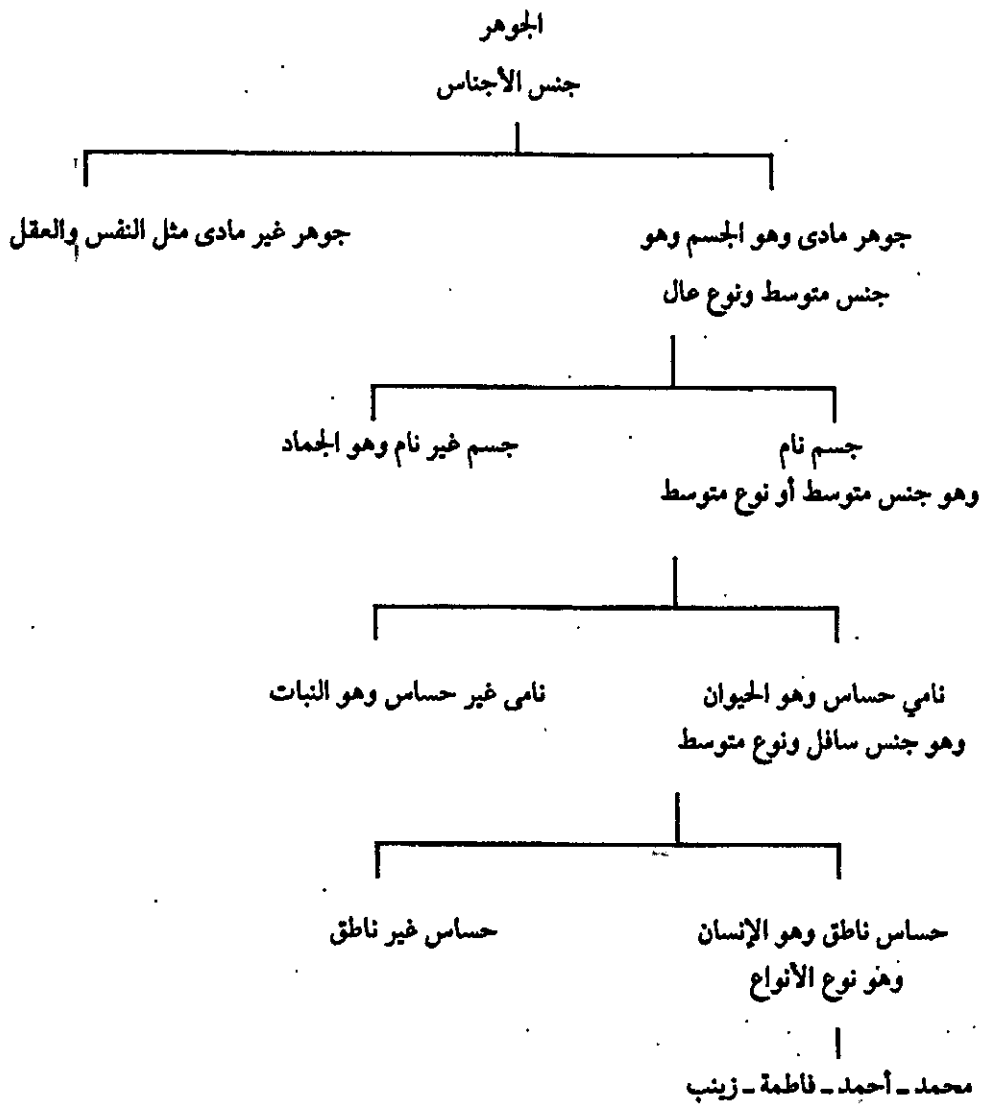 الجوهر
جنس الأجناس
جوهر مادى وهو الجسم وهو
جنس متوسط ونوع عال
جوهر غير مادى مثل النفس والعقل
جسم نام
وهو جنس متوسط أو نوع متوسط
جسم غير نام وهو الجماد
نامي حساس وهو الحيوان
وهو جنس سافل ونوع متوسط
نامى غير حساس وهو النبات
حساس ناطق وهو الإنسان
وهو نوع الأنواع
حساس غير ناطق
محمد ـ أحمد ـ فاطمة ـ زينب